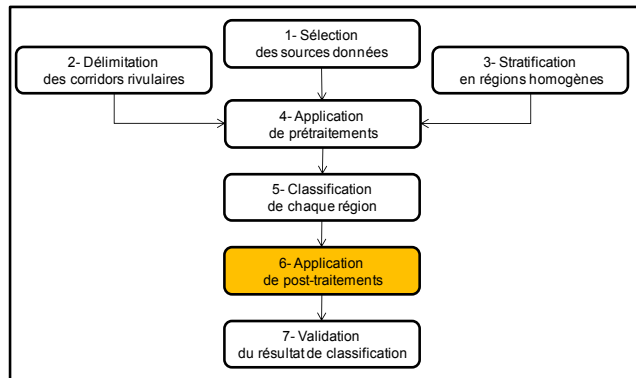 1- Sélection
des sources données
2- Délimitation
des corridors rivulaires
3- Stratification
en régions homogènes
4- Application
de prétraitements
5- Classification
de chaque région
6- Application
de post-traitements
7- Validation
du résultat de classification